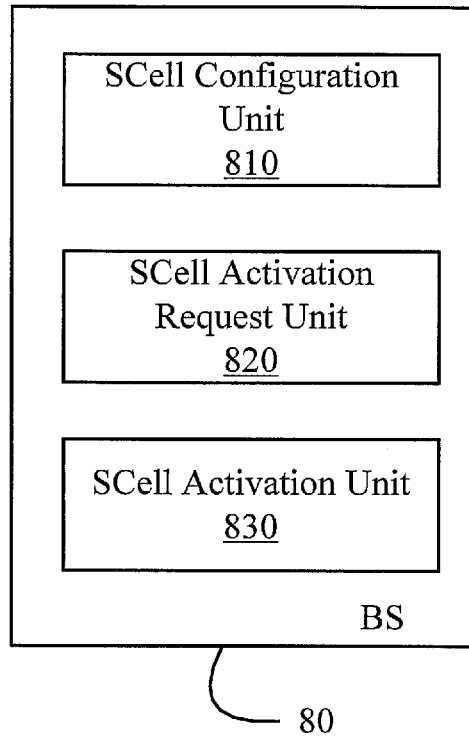 SCell Configuration
Unit
810
SCell Activation
Request Unit
820
SCell Activation Unit
830
BS
80